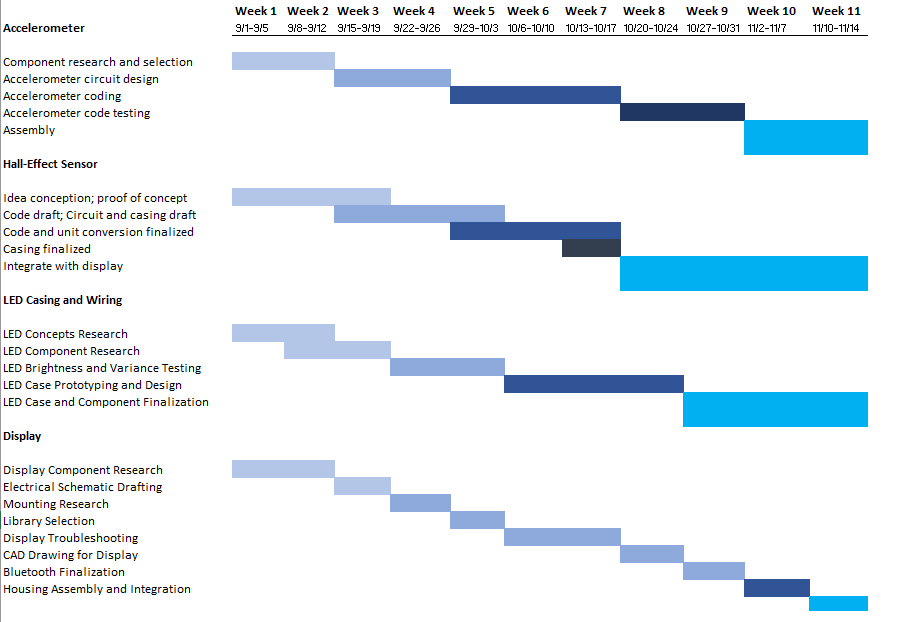 Week 1 Week 2 Week 3 Week 4 Week 5 Week 6 Week 7 Week 8 Week 9 Week 10 Week 11
Accelerometer 9/1-9/5 9/8-9/12 9/15-9/19 9/22-9/26 9/29-10/3 10/6-10/10 10/13-10/17 10/20-10/24 10/27-10/31 11/2-11/7 11/10-11/14
Component research and selection
Accelerometer circuit design
Accelerometer coding
Accelerometer code testing
Assembly
Hall-Effect Sensor
Idea conception; proof of concept
Code draft; Circuit and casing draft
Code and unit conversion finalized
Casing finalized
Integrate with display
LED Casing and Wiring
LED Concepts Research
LED Component Research
LED Brightness and Variance Testing
LED Case Prototyping and Design
LED Case and Component Finalization
Display
Display Component Research
Electrical Schematic Drafting
Mounting Research
Library Selection
Display Troubleshooting
CAD Drawing for Display
Bluetooth Finalization
Housing Assembly and Integration